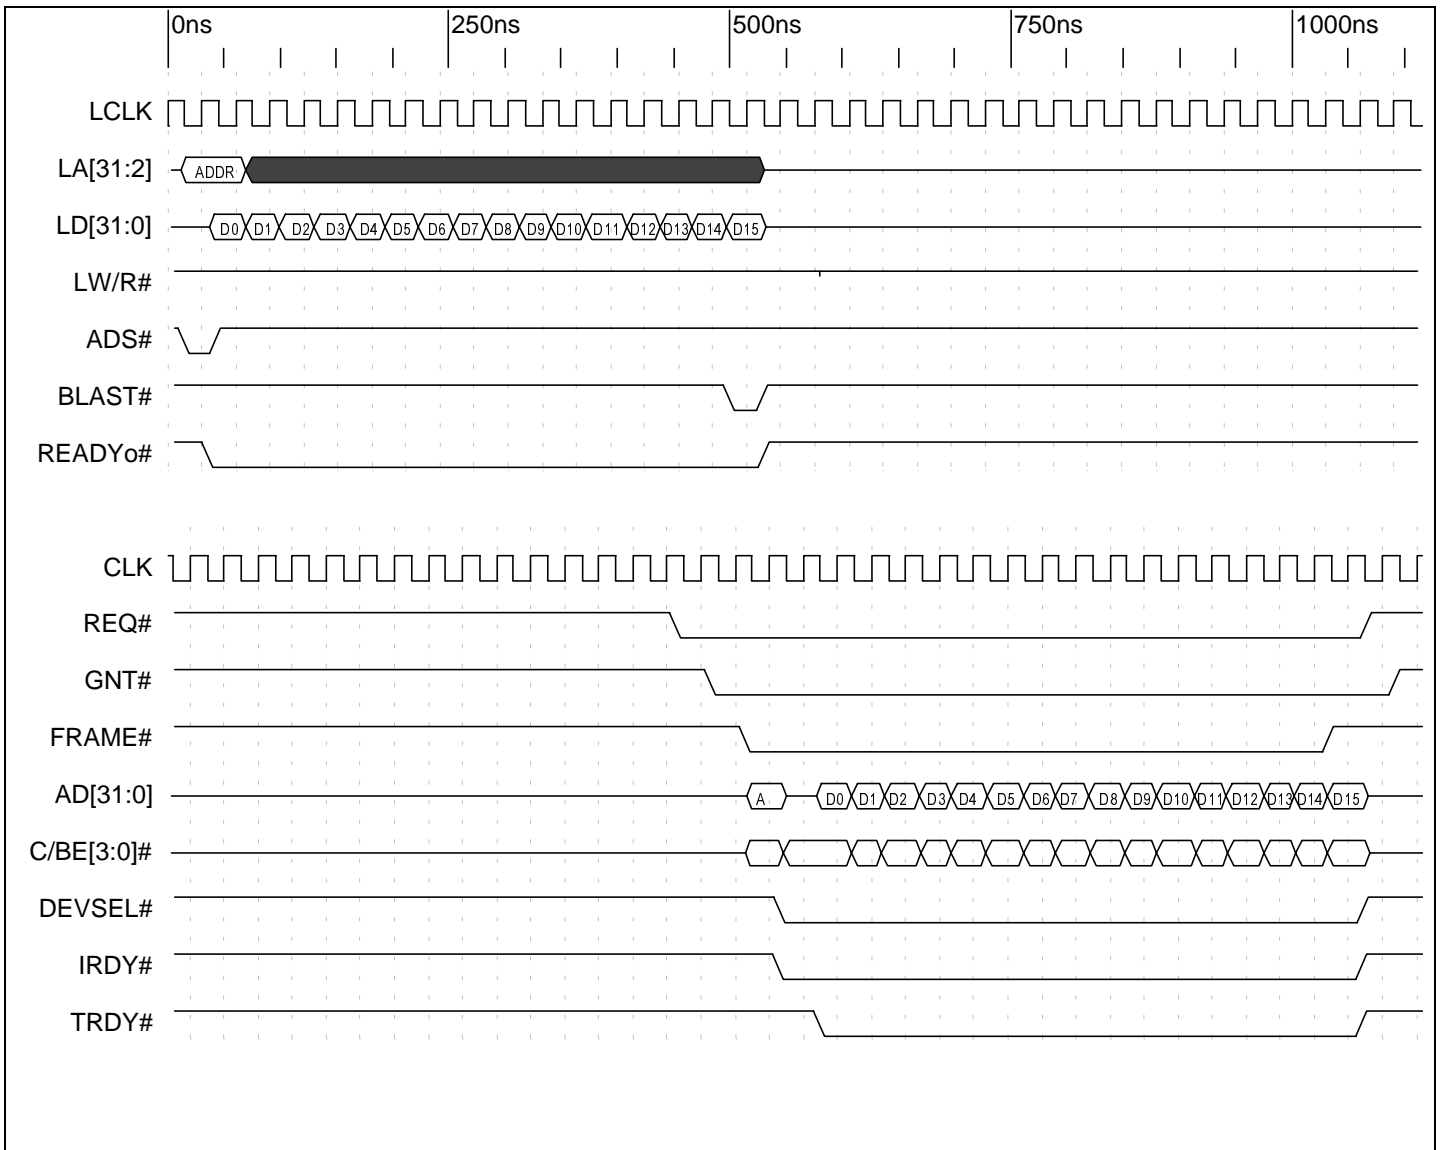 0ns 250ns 500ns 750ns 1000ns
LCLK
LA[31:2] ADDR
LD[31:0] D0 D1 D2 D3 D4 D5 D6 D7 D8 D9 D10 D11 D12 D13 D14 D15
LW/R#
ADS#
BLAST#
READYo#
CLK
REQ#
GNT#
FRAME#
AD[31:0] A D0 D1 D2 D3 D4 D5 D6 D7 D8 D9 D10 D11 D12 D13 D14 D15
C/BE[3:0]#
DEVSEL#
IRDY#
TRDY#